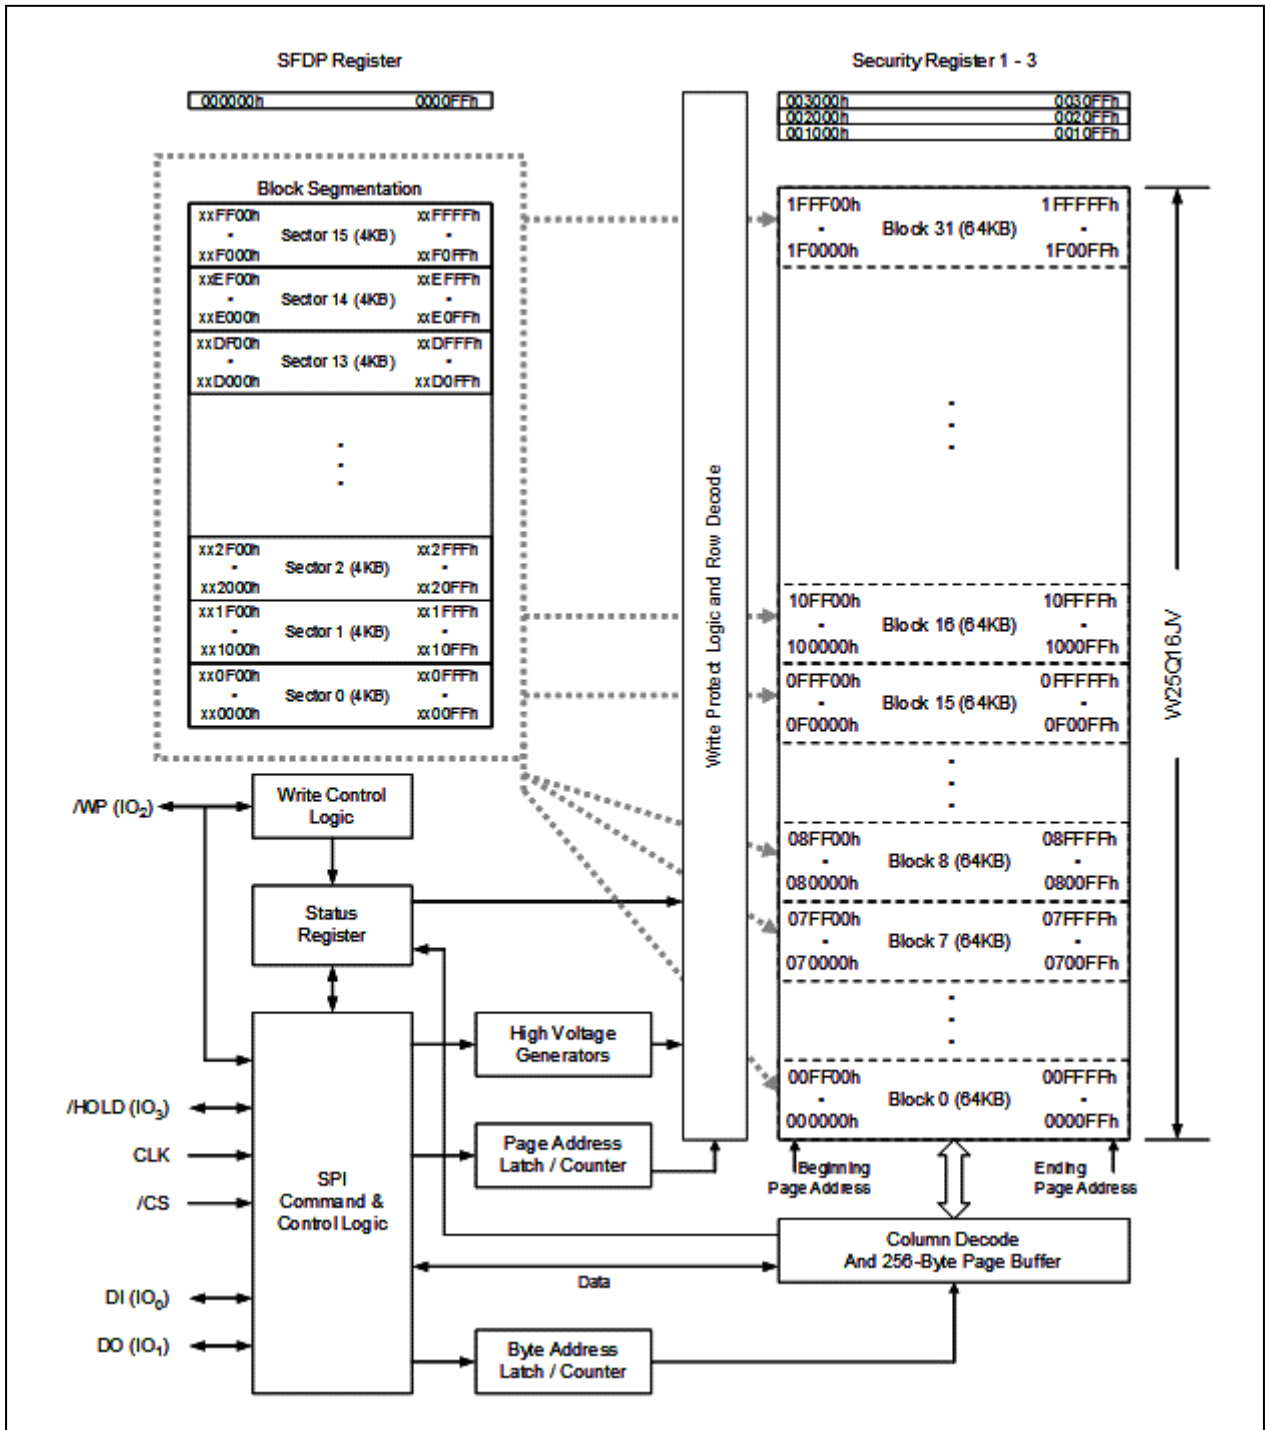 SFDP Register
000000h 0000FFh
Security Register 1 - 3
003000h 0030FFh
002000h 0020FFh
001000h 0010FFh
Block Segmentation
xxFF00h xxFFFFh
- Sector 15 (4KB) -
xxF000h xxF0FFh
xxEF00h xxEFFFh
- Sector 14 (4KB) -
xxE000h xxE0FFh
xxDF00h xxDFFFh
- Sector 13 (4KB) -
xxD000h xxD0FFh
xx2F00h xx2FFFh
- Sector 2 (4KB) -
xx2000h xx20FFh
xx1F00h xx1FFFh
- Sector 1 (4KB) -
xx1000h xx10FFh
xx0F00h xx0FFFh
- Sector 0 (4KB) -
xx0000h xx00FFh
Write Protect Logic and Row Decode
1FFF00h 1FFFFFh
- Block 31 (64KB) -
1F0000h 1F00FFh
10FF00h 10FFFFh
- Block 16 (64KB) -
100000h 1000FFh
0FFF00h 0FFFFFh
- Block 15 (64KB) -
0F0000h 0F00FFh
08FF00h 08FFFFh
- Block 8 (64KB) -
080000h 0800FFh
07FF00h 07FFFFh
- Block 7 (64KB) -
070000h 0700FFh
00FF00h 00FFFFh
- Block 0 (64KB) -
000000h 0000FFh
W25Q16JV
Beginning
Page Address
Ending
Page Address
/WP (IO2)
Write Control
Logic
Status
Register
High Voltage
Generators
/HOLD (IO3)
CLK
/CS
DI (IO0)
DO (IO1)
SPI
Command &
Control Logic
Page Address
Latch / Counter
Column Decode
And 256-Byte Page Buffer
Data
Byte Address
Latch / Counter